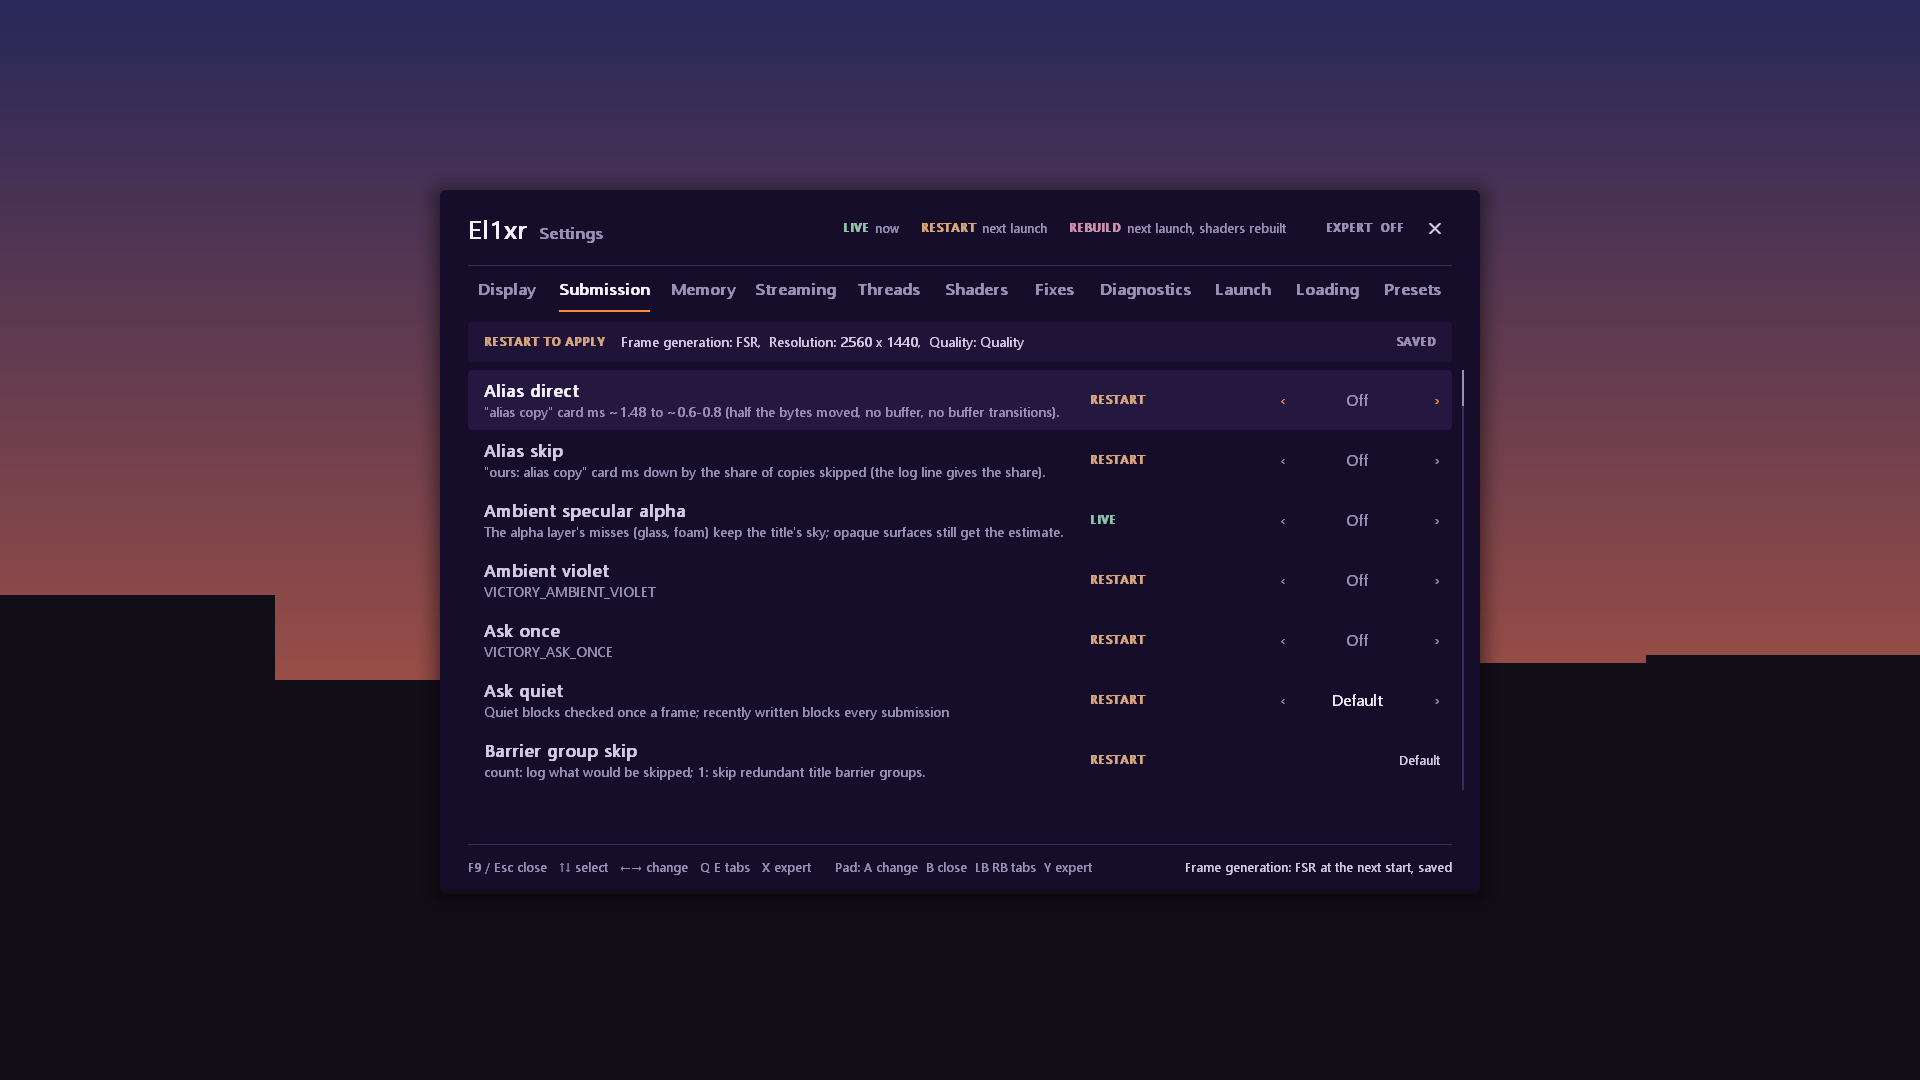 El1xr Settings LIVE now RESTART next launch REBUILD next launch, shaders rebuilt EXPERT OFF ✕
Display Submission Memory Streaming Threads Shaders Fixes Diagnostics Launch Loading Presets
RESTART TO APPLY Frame generation: FSR, Resolution: 2560 x 1440, Quality: Quality SAVED
Alias direct
"alias copy" card ms ~1.48 to ~0.6-0.8 (half the bytes moved, no buffer, no buffer transitions).
RESTART ‹ Off ›
Alias skip
"ours: alias copy" card ms down by the share of copies skipped (the log line gives the share).
RESTART ‹ Off ›
Ambient specular alpha
The alpha layer's misses (glass, foam) keep the title's sky; opaque surfaces still get the estimate.
LIVE ‹ Off ›
Ambient violet
VICTORY_AMBIENT_VIOLET
RESTART ‹ Off ›
Ask once
VICTORY_ASK_ONCE
RESTART ‹ Off ›
Ask quiet
Quiet blocks checked once a frame; recently written blocks every submission
RESTART ‹ Default ›
Barrier group skip
count: log what would be skipped; 1: skip redundant title barrier groups.
RESTART Default
F9 / Esc close ↑↓ select ←→ change Q E tabs X expert Pad: A change B close LB RB tabs Y expert Frame generation: FSR at the next start, saved